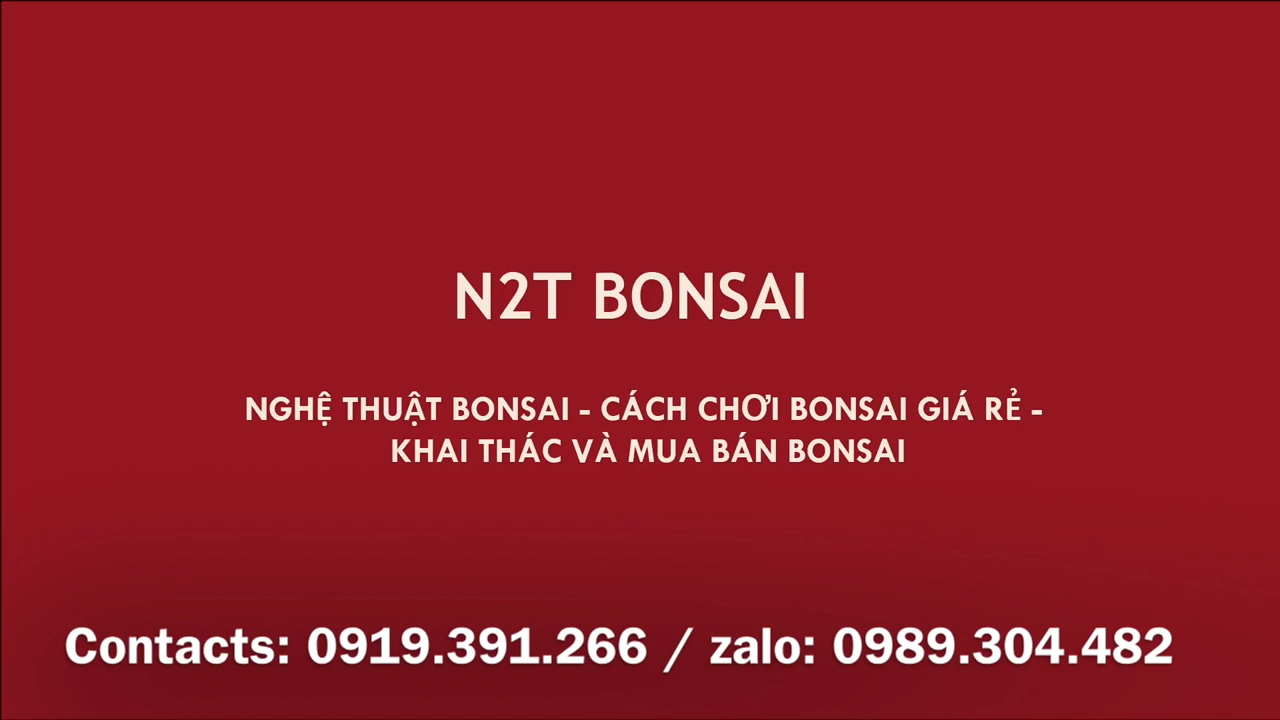 N2T BONSAI
NGHỆ THUẬT BONSAI - CÁCH CHƠI BONSAI GIÁ RẺ -
KHAI THÁC VÀ MUA BÁN BONSAI
Contacts: 0919.391.266 / zalo: 0989.304.482